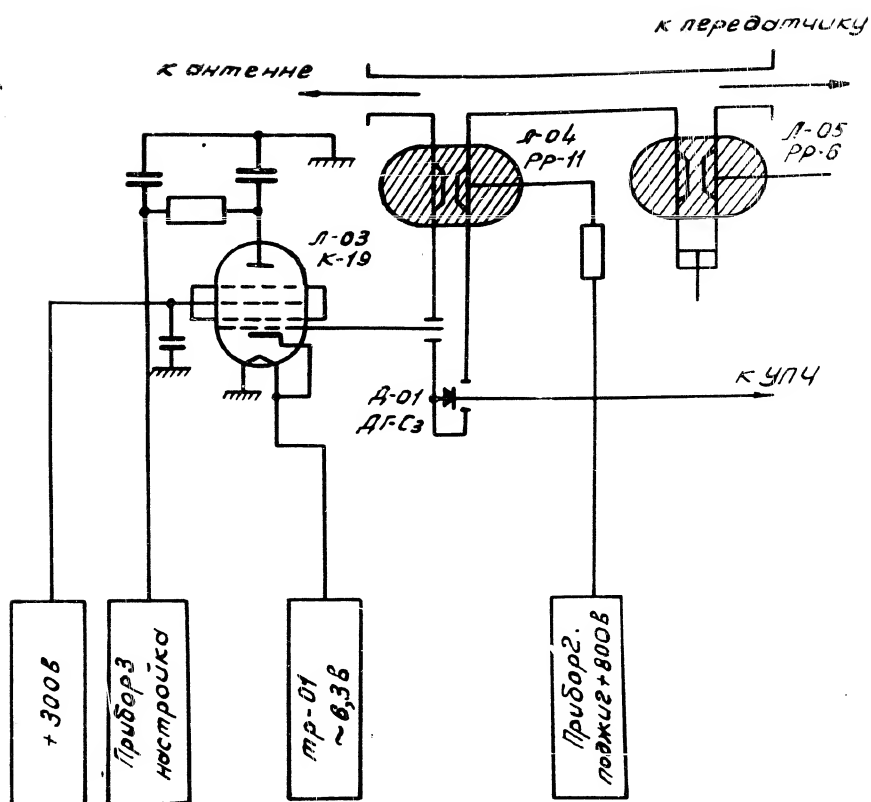 к передатчику
к антенне
Л-04
РР-11
Л-05
РР-6
Л-03
К-19
Д-01
ДГ-С3
к УПЧ
+300в
Прибор3
настройка
тр-01
~6,3в
Прибор2.
поджиг+800в